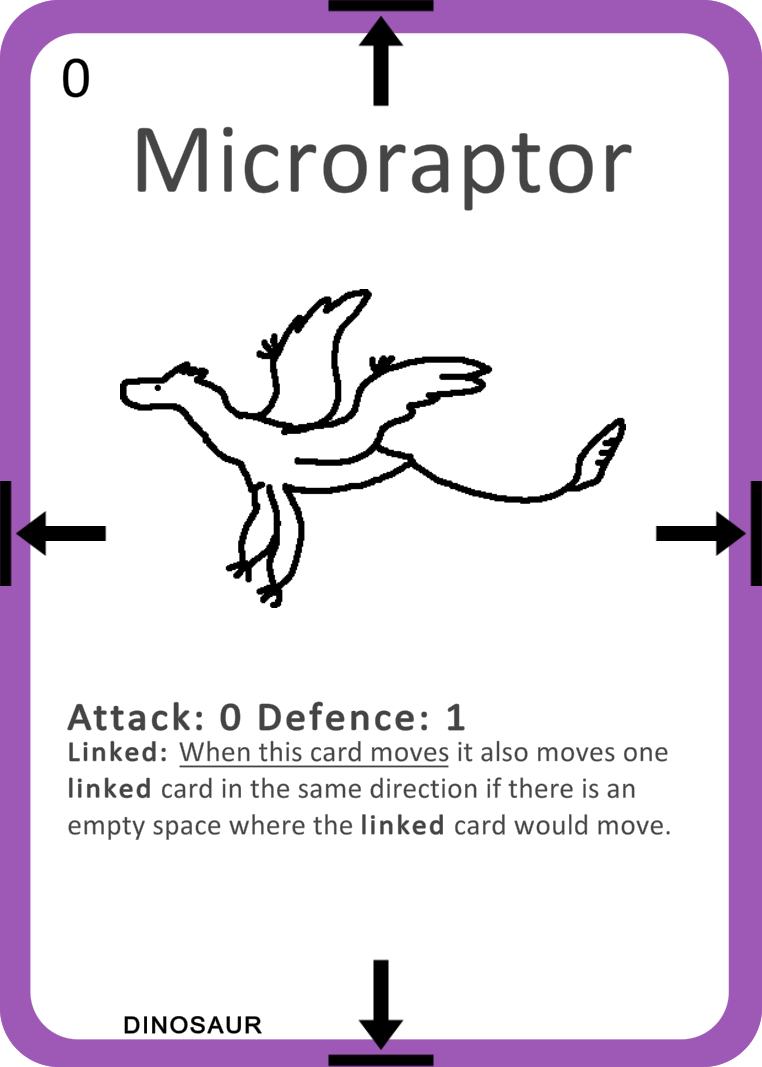 0
Microraptor
Attack: 0 Defence: 1
Linked: When this card moves it also moves one
linked card in the same direction if there is an
empty space where the linked card would move.
DINOSAUR